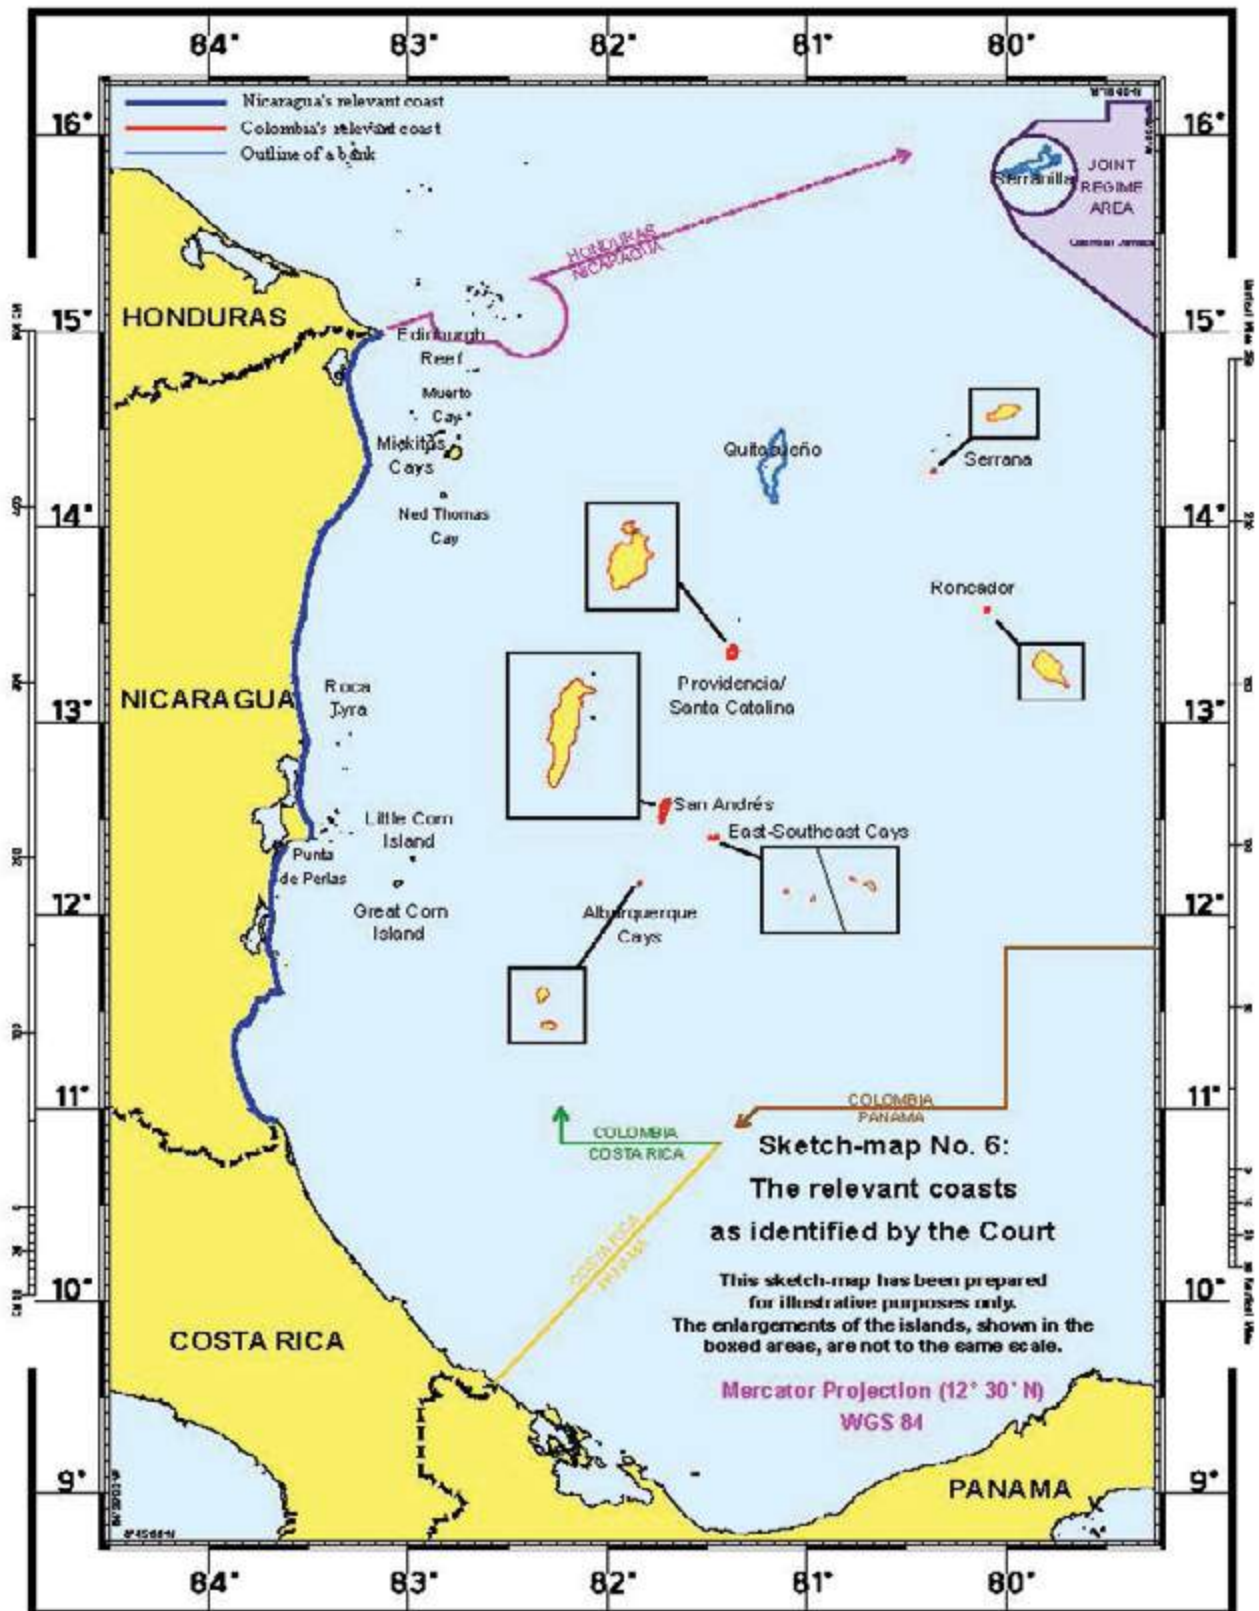 84° 83° 82° 81° 80°
Nicaragua's relevant coast
Colombia's relevant coast
Outline of a bank
16° 16°
Serranilla
JOINT
REGIME
AREA
HONDURAS
NICARAGUA
HONDURAS
15° 15°
Edinburgh
Reef
Muerto
Cay
Miskitos
Cays
Ned Thomas
Cay
Quitasueño
Serrana
14° 14°
Roncador
Providencia/
Santa Catalina
NICARAGUA
Roca
Tyra
13° 13°
San Andrés
East-Southeast Cays
Little Corn
Island
Punta
de Perlas
Great Corn
Island
Alburquerque
Cays
12° 12°
11° 11°
COLOMBIA
PANAMA
COLOMBIA
COSTA RICA
COSTA RICA
PANAMA
Sketch-map No. 6:
The relevant coasts
as identified by the Court
This sketch-map has been prepared
for illustrative purposes only.
The enlargements of the islands, shown in the
boxed areas, are not to the same scale.
Mercator Projection (12° 30' N)
WGS 84
10° 10°
COSTA RICA
9° 9°
PANAMA
84° 83° 82° 81° 80°